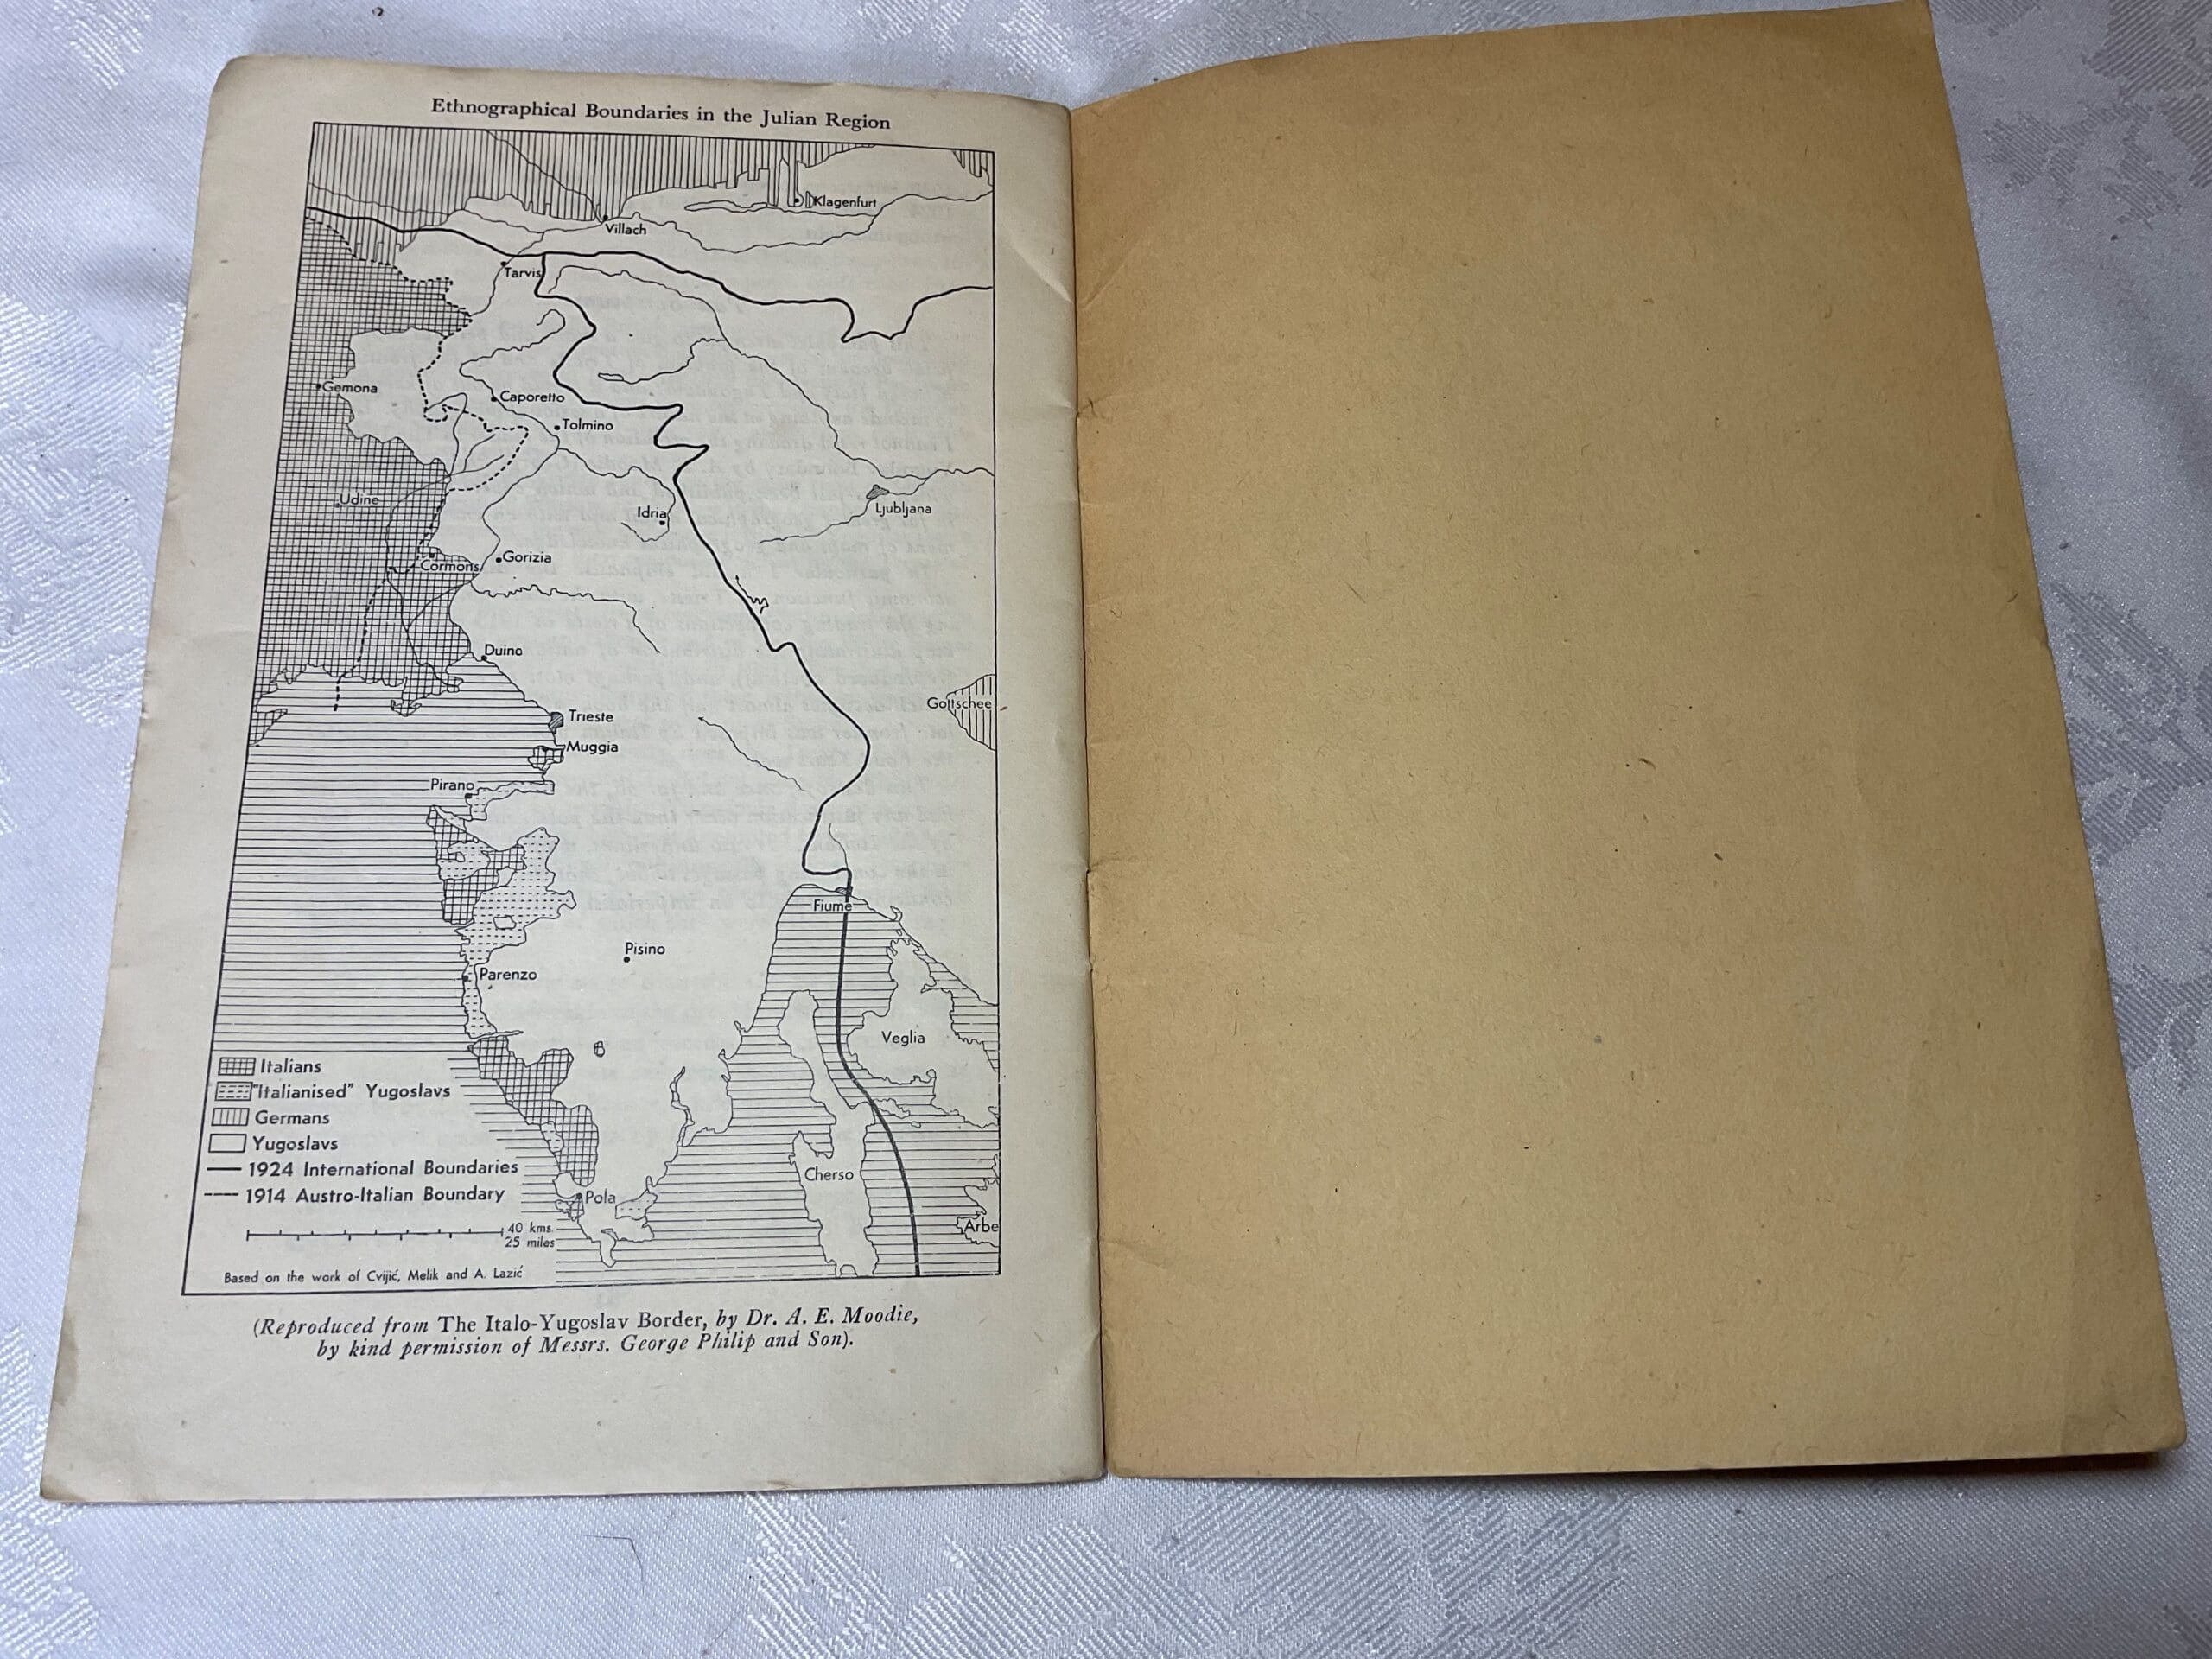 Ethnographical Boundaries in the Julian Region
Klagenfurt
Villach
Tarvis
Gemona
Caporetto
Tolmino
Udine
Idria
Ljubljana
Cormons
Gorizia
Duino
Gottschee
Trieste
Muggia
Pirano
Fiume
Pisino
Parenzo
Veglia
Italians
"Italianised" Yugoslavs
Germans
Yugoslavs
1924 International Boundaries
1914 Austro-Italian Boundary
Cherso
Pola
Arbe
40 kms.
25 miles
Based on the work of Cvijić, Melik and A. Lazić
(Reproduced from The Italo-Yugoslav Border, by Dr. A. E. Moodie,
by kind permission of Messrs. George Philip and Son).